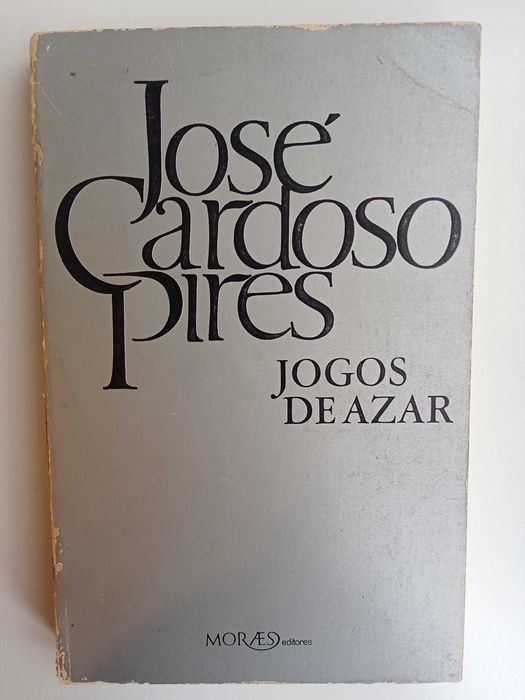 José
Cardoso
Pires
JOGOS
DE AZAR
MORÆS editores